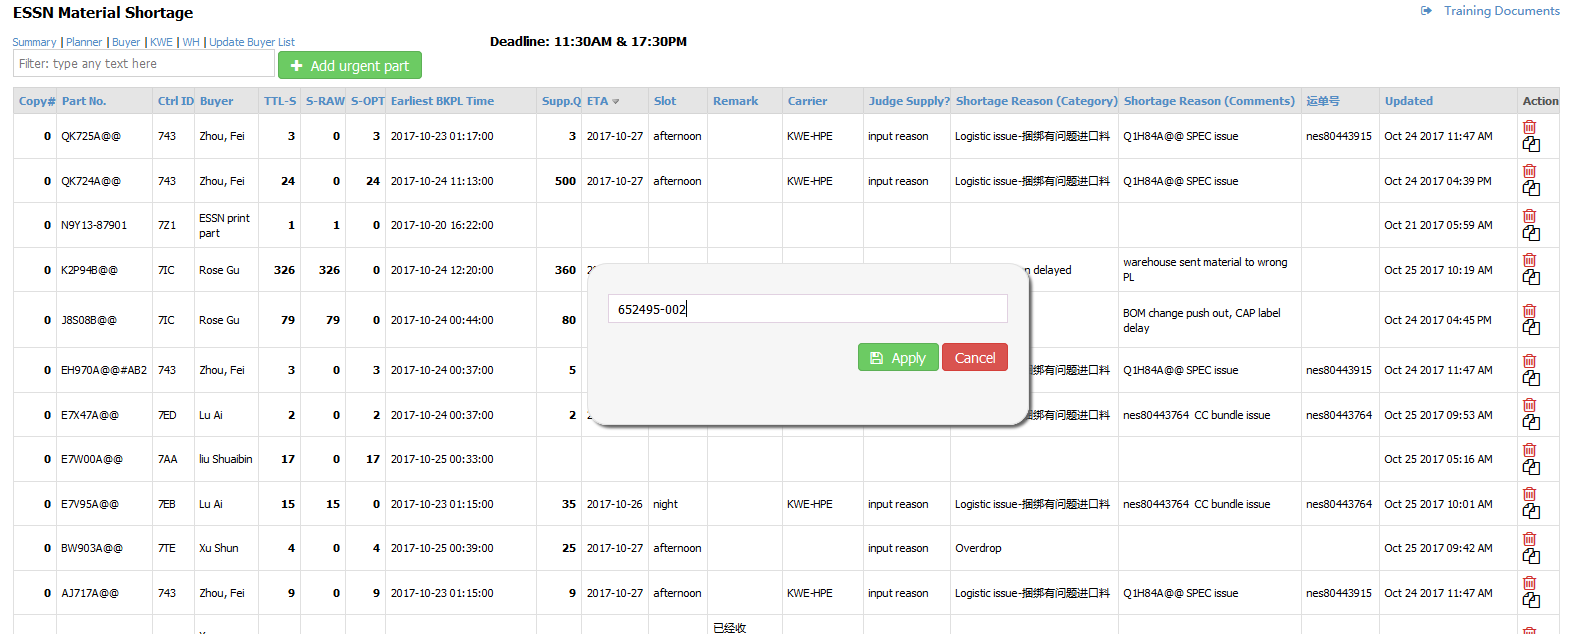 ESSN Material Shortage
Training Documents
Summary | Planner | Buyer | KWE | WH | Update Buyer List
Deadline: 11:30AM & 17:30PM
Filter: type any text here
Add urgent part
Copy# Part No. Ctrl ID Buyer TTL-S S-RAW S-OPT Earliest BKPL Time Supp.Q ETA Slot Remark Carrier Judge Supply? Shortage Reason (Category) Shortage Reason (Comments) 运单号 Updated Action
0 QK725A@@ 743 Zhou, Fei 3 0 3 2017-10-23 01:17:00 3 2017-10-27 afternoon KWE-HPE input reason Logistic issue-捆绑有问题进口料 Q1H84A@@ SPEC issue nes80443915 Oct 24 2017 11:47 AM
0 QK724A@@ 743 Zhou, Fei 24 0 24 2017-10-24 11:13:00 500 2017-10-27 afternoon KWE-HPE input reason Logistic issue-捆绑有问题进口料 Q1H84A@@ SPEC issue Oct 24 2017 04:39 PM
ESSN print
0 N9Y13-87901 7Z1 1 1 0 2017-10-20 16:22:00 Oct 21 2017 05:59 AM
part
warehouse sent material to wrong
0 K2P94B@@ 7IC Rose Gu 326 326 0 2017-10-24 12:20:00 360 delayed Oct 25 2017 10:19 AM
PL
652495-002
BOM change push out, CAP label
0 J8S08B@@ 7IC Rose Gu 79 79 0 2017-10-24 00:44:00 80 Oct 24 2017 04:45 PM
delay
Apply Cancel
0 EH970A@@#AB2 743 Zhou, Fei 3 0 3 2017-10-24 00:37:00 5 捆绑有问题进口料 Q1H84A@@ SPEC issue nes80443915 Oct 24 2017 11:47 AM
0 E7X47A@@ 7ED Lu Ai 2 0 2 2017-10-24 00:37:00 2 捆绑有问题进口料 nes80443764 CC bundle issue nes80443764 Oct 25 2017 09:53 AM
0 E7W00A@@ 7AA liu Shuaibin 17 0 17 2017-10-25 00:33:00 Oct 25 2017 05:16 AM
0 E7V95A@@ 7EB Lu Ai 15 15 0 2017-10-23 01:15:00 35 2017-10-26 night KWE-HPE input reason Logistic issue-捆绑有问题进口料 nes80443764 CC bundle issue nes80443764 Oct 25 2017 10:01 AM
0 BW903A@@ 7TE Xu Shun 4 0 4 2017-10-25 00:39:00 25 2017-10-27 afternoon input reason Overdrop Oct 25 2017 09:42 AM
0 AJ717A@@ 743 Zhou, Fei 9 0 9 2017-10-23 01:15:00 9 2017-10-27 afternoon KWE-HPE input reason Logistic issue-捆绑有问题进口料 Q1H84A@@ SPEC issue nes80443915 Oct 24 2017 11:47 AM
已经收